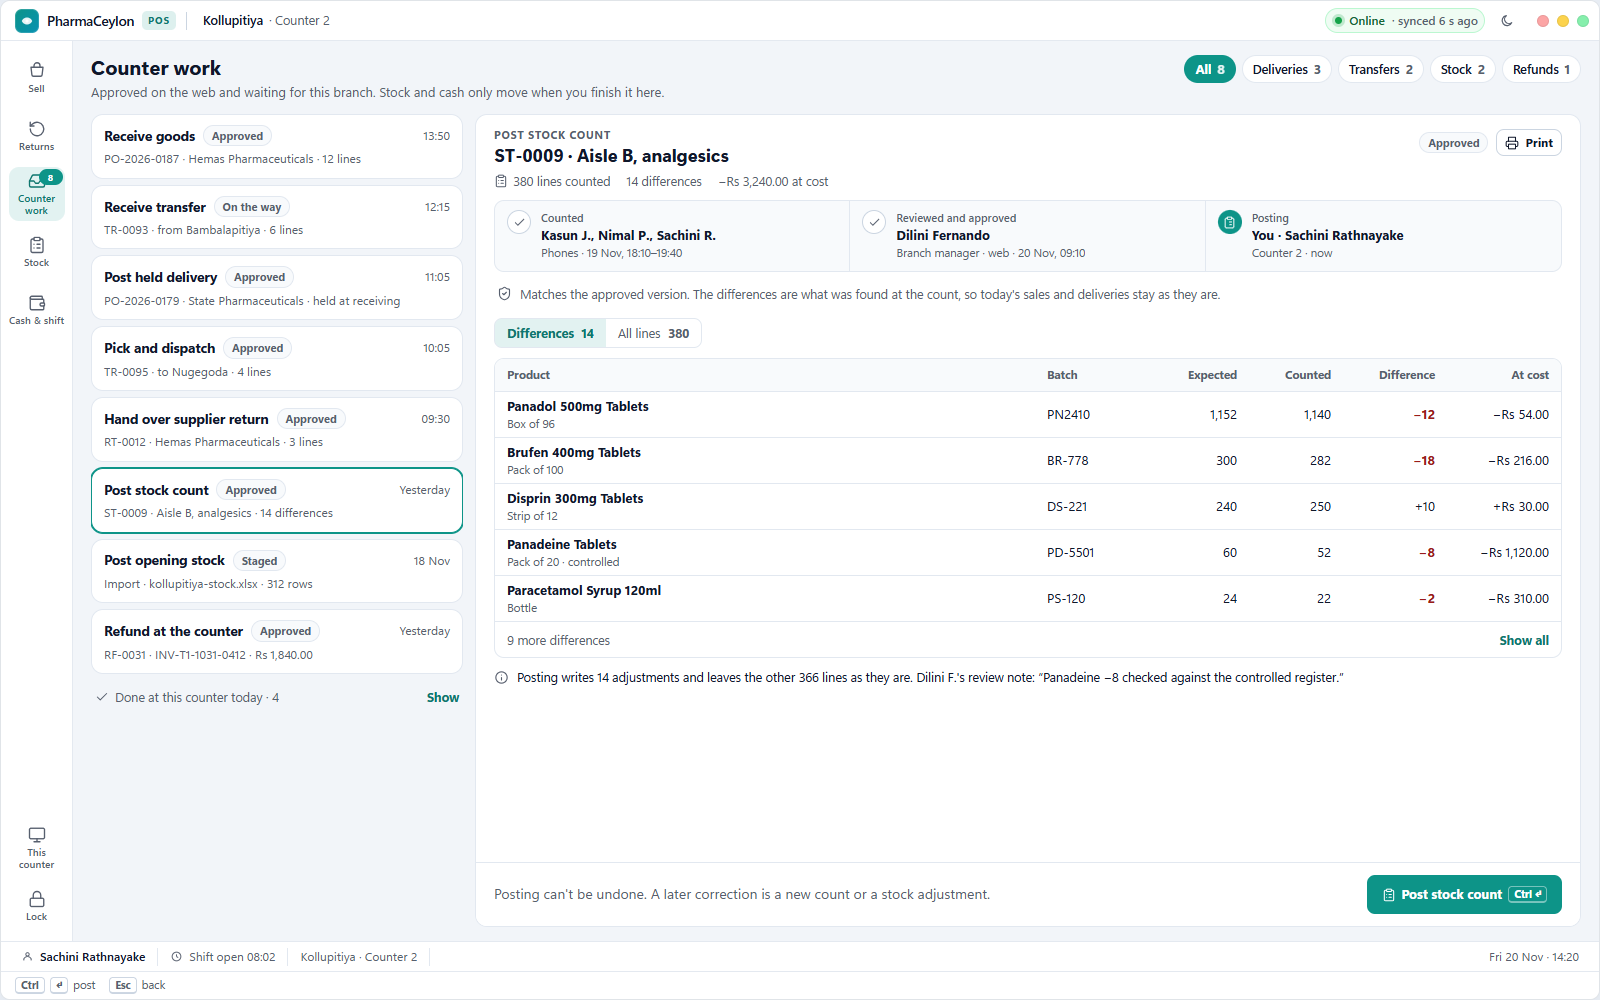 PharmaCeylon POS Kollupitiya · Counter 2
Online · synced 6 s ago
Sell
Returns
8
Counter
work
Stock
Cash & shift
This
counter
Lock
Counter work
Approved on the web and waiting for this branch. Stock and cash only move when you finish it here.
All 8 Deliveries 3 Transfers 2 Stock 2 Refunds 1
Receive goods Approved 13:50
PO-2026-0187 · Hemas Pharmaceuticals · 12 lines
Receive transfer On the way 12:15
TR-0093 · from Bambalapitiya · 6 lines
Post held delivery Approved 11:05
PO-2026-0179 · State Pharmaceuticals · held at receiving
Pick and dispatch Approved 10:05
TR-0095 · to Nugegoda · 4 lines
Hand over supplier return Approved 09:30
RT-0012 · Hemas Pharmaceuticals · 3 lines
Post stock count Approved Yesterday
ST-0009 · Aisle B, analgesics · 14 differences
Post opening stock Staged 18 Nov
Import · kollupitiya-stock.xlsx · 312 rows
Refund at the counter Approved Yesterday
RF-0031 · INV-T1-1031-0412 · Rs 1,840.00
Done at this counter today · 4 Show
POST STOCK COUNT
ST-0009 · Aisle B, analgesics
Approved Print
380 lines counted 14 differences −Rs 3,240.00 at cost
Counted
Kasun J., Nimal P., Sachini R.
Phones · 19 Nov, 18:10–19:40
Reviewed and approved
Dilini Fernando
Branch manager · web · 20 Nov, 09:10
Posting
You · Sachini Rathnayake
Counter 2 · now
Matches the approved version. The differences are what was found at the count, so today's sales and deliveries stay as they are.
Differences 14 All lines 380
Product Batch Expected Counted Difference At cost
Panadol 500mg Tablets
Box of 96
PN2410 1,152 1,140 −12 −Rs 54.00
Brufen 400mg Tablets
Pack of 100
BR-778 300 282 −18 −Rs 216.00
Disprin 300mg Tablets
Strip of 12
DS-221 240 250 +10 +Rs 30.00
Panadeine Tablets
Pack of 20 · controlled
PD-5501 60 52 −8 −Rs 1,120.00
Paracetamol Syrup 120ml
Bottle
PS-120 24 22 −2 −Rs 310.00
9 more differences Show all
Posting writes 14 adjustments and leaves the other 366 lines as they are. Dilini F.'s review note: “Panadeine −8 checked against the controlled register.”
Posting can't be undone. A later correction is a new count or a stock adjustment.
Post stock count Ctrl ↵
Sachini Rathnayake Shift open 08:02 Kollupitiya · Counter 2
Fri 20 Nov · 14:20
Ctrl ↵ post Esc back